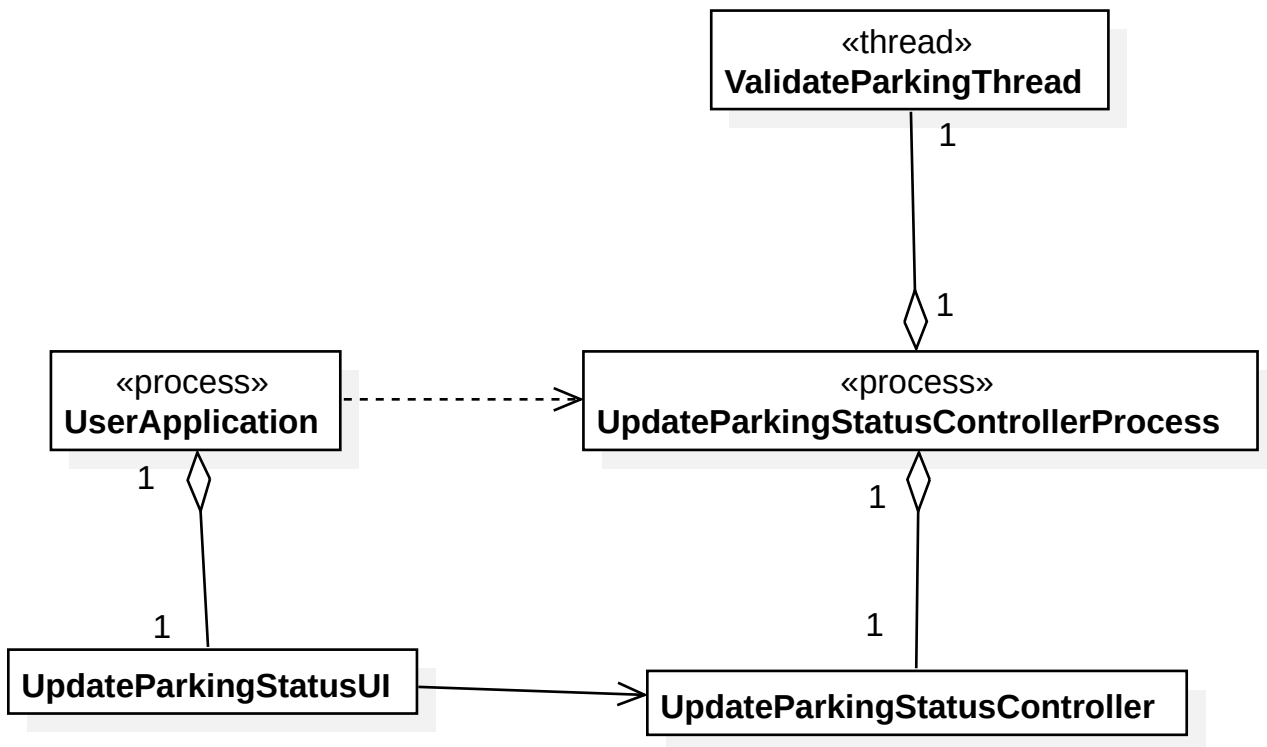 «thread»
ValidateParkingThread
1
1
«process»
UserApplication
«process»
UpdateParkingStatusControllerProcess
1
1
1
1
UpdateParkingStatusUI
UpdateParkingStatusController